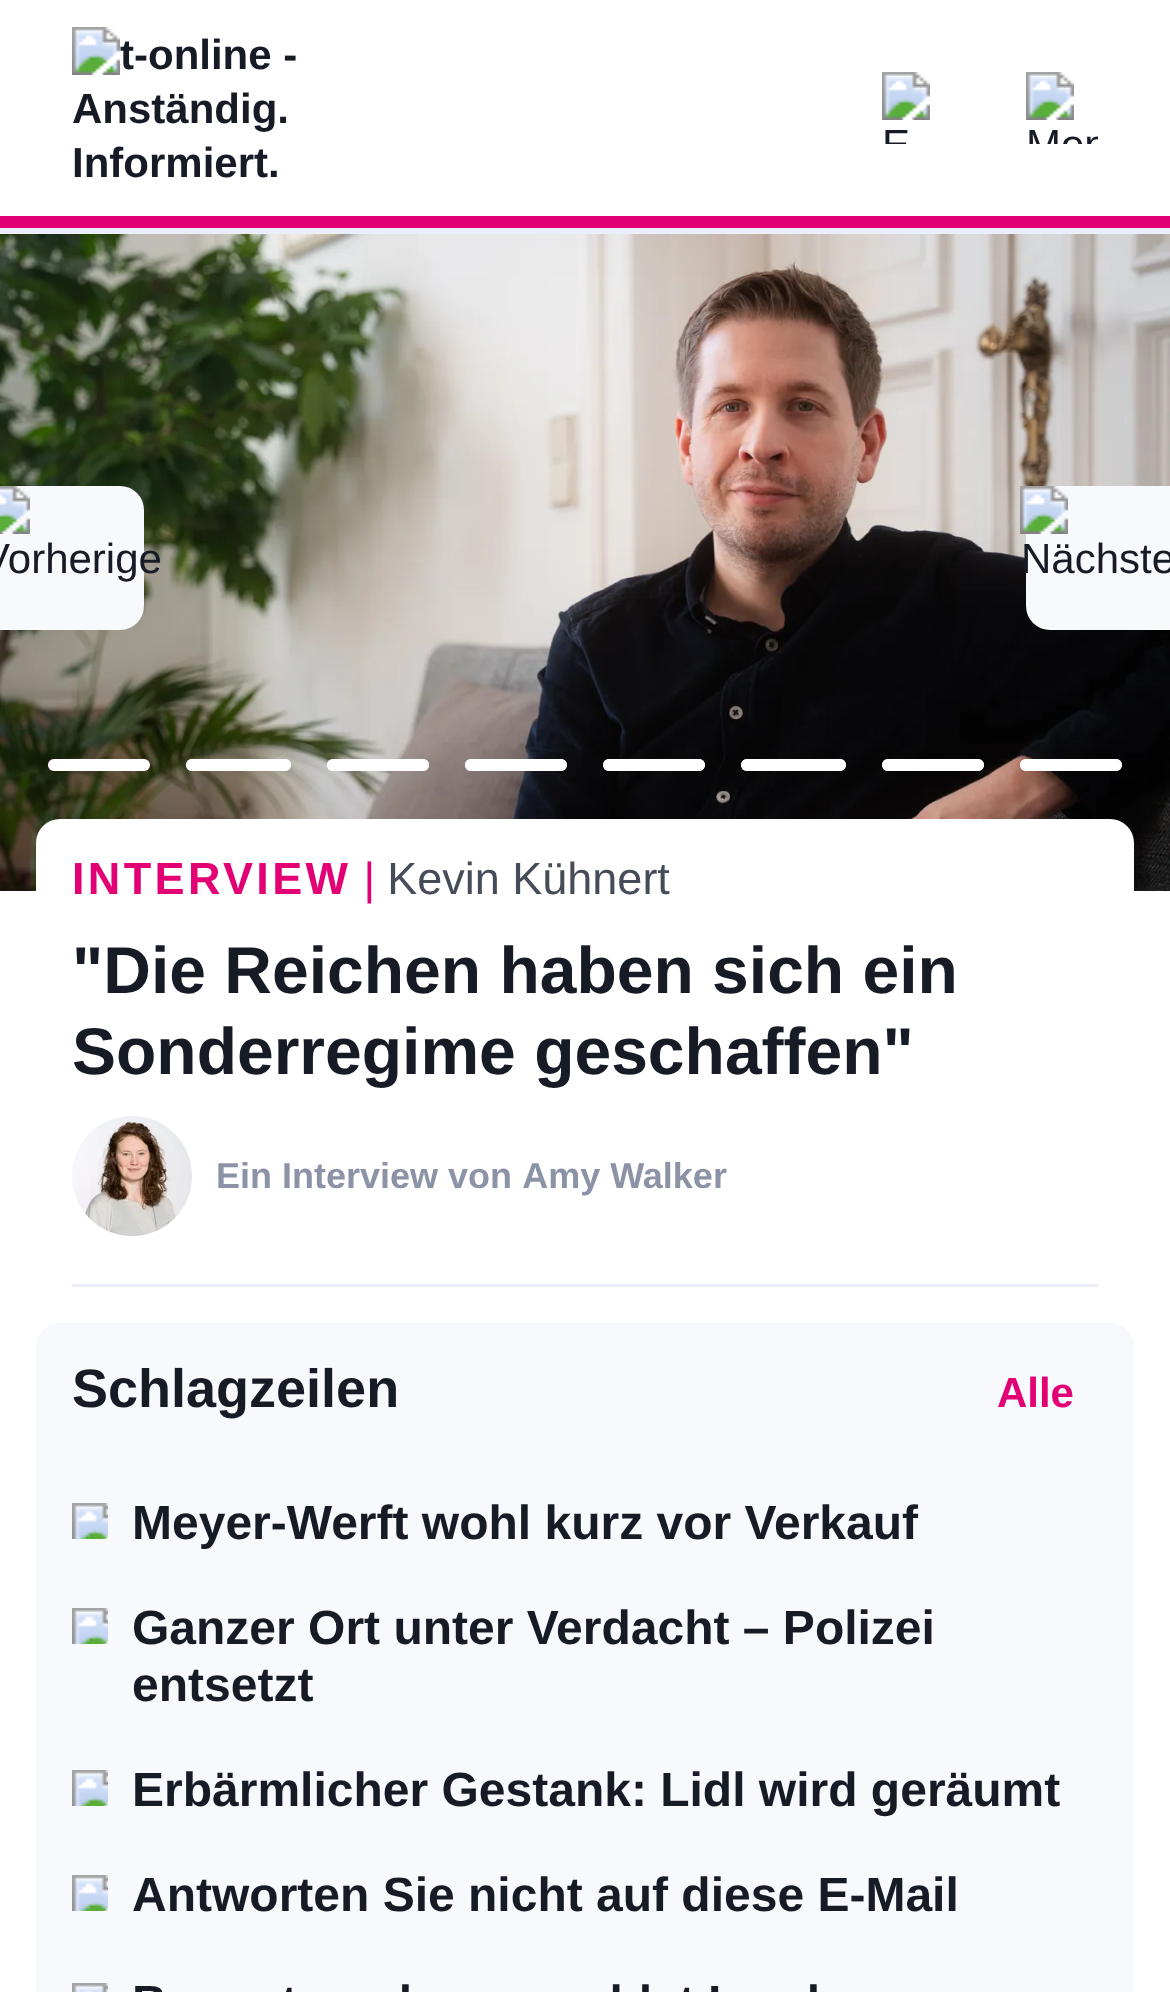 t-online -
Anständig.
Informiert.
E
Vorherige
Nächste
INTERVIEW | Kevin Kühnert
"Die Reichen haben sich ein
Sonderregime geschaffen"
Ein Interview von Amy Walker
Schlagzeilen
Alle
Meyer-Werft wohl kurz vor Verkauf
Ganzer Ort unter Verdacht – Polizei
entsetzt
Erbärmlicher Gestank: Lidl wird geräumt
Antworten Sie nicht auf diese E-Mail